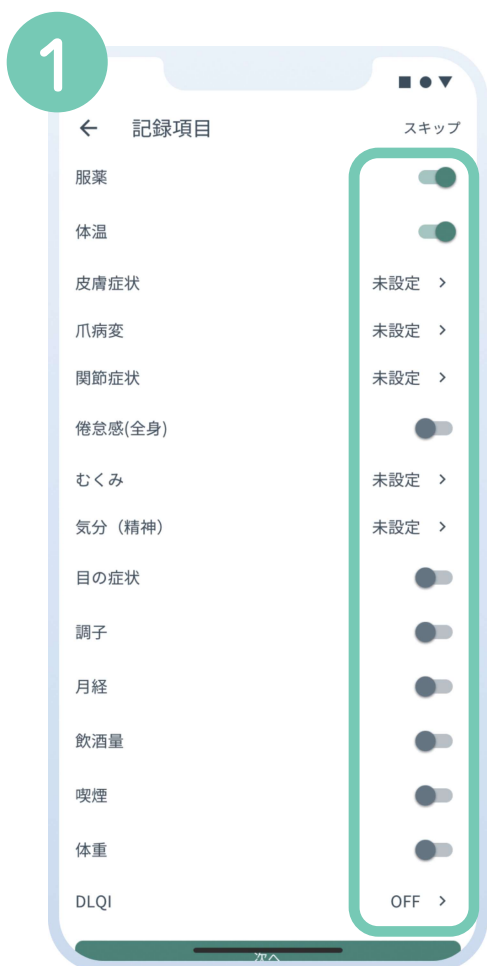 1
記録項目 スキップ
服薬
体温
皮膚症状 未設定
爪病変 未設定
関節症状 未設定
倦怠感(全身)
むくみ 未設定
気分（精神） 未設定
目の症状
調子
月経
飲酒量
喫煙
体重
DLQI OFF
次へ